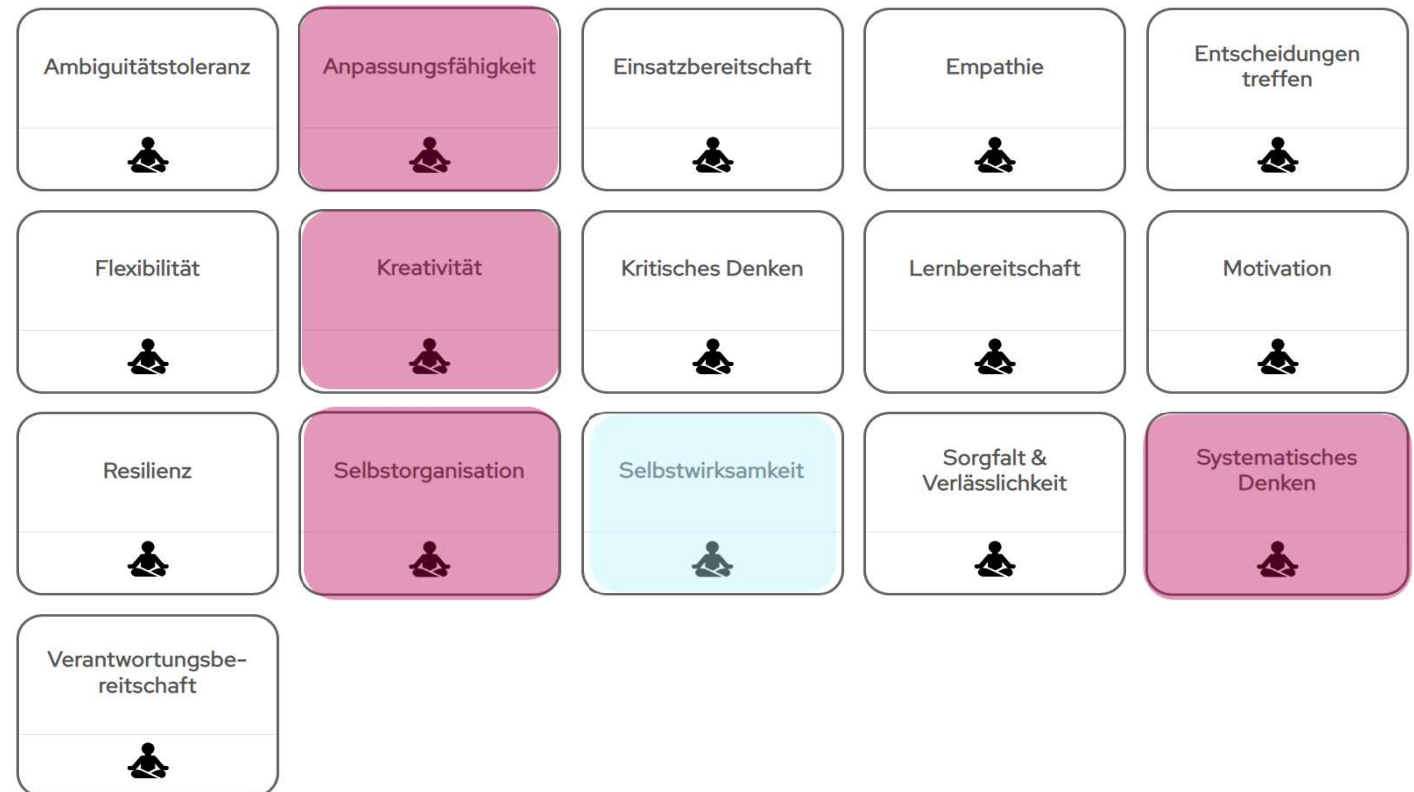 Ambiguitätstoleranz
Anpassungsfähigkeit
Einsatzbereitschaft
Empathie
Entscheidungen
treffen
Flexibilität
Kreativität
Kritisches Denken
Lernbereitschaft
Motivation
Resilienz
Selbstorganisation
Selbstwirksamkeit
Sorgfalt &
Verlässlichkeit
Systematisches
Denken
Verantwortungsbe-
reitschaft